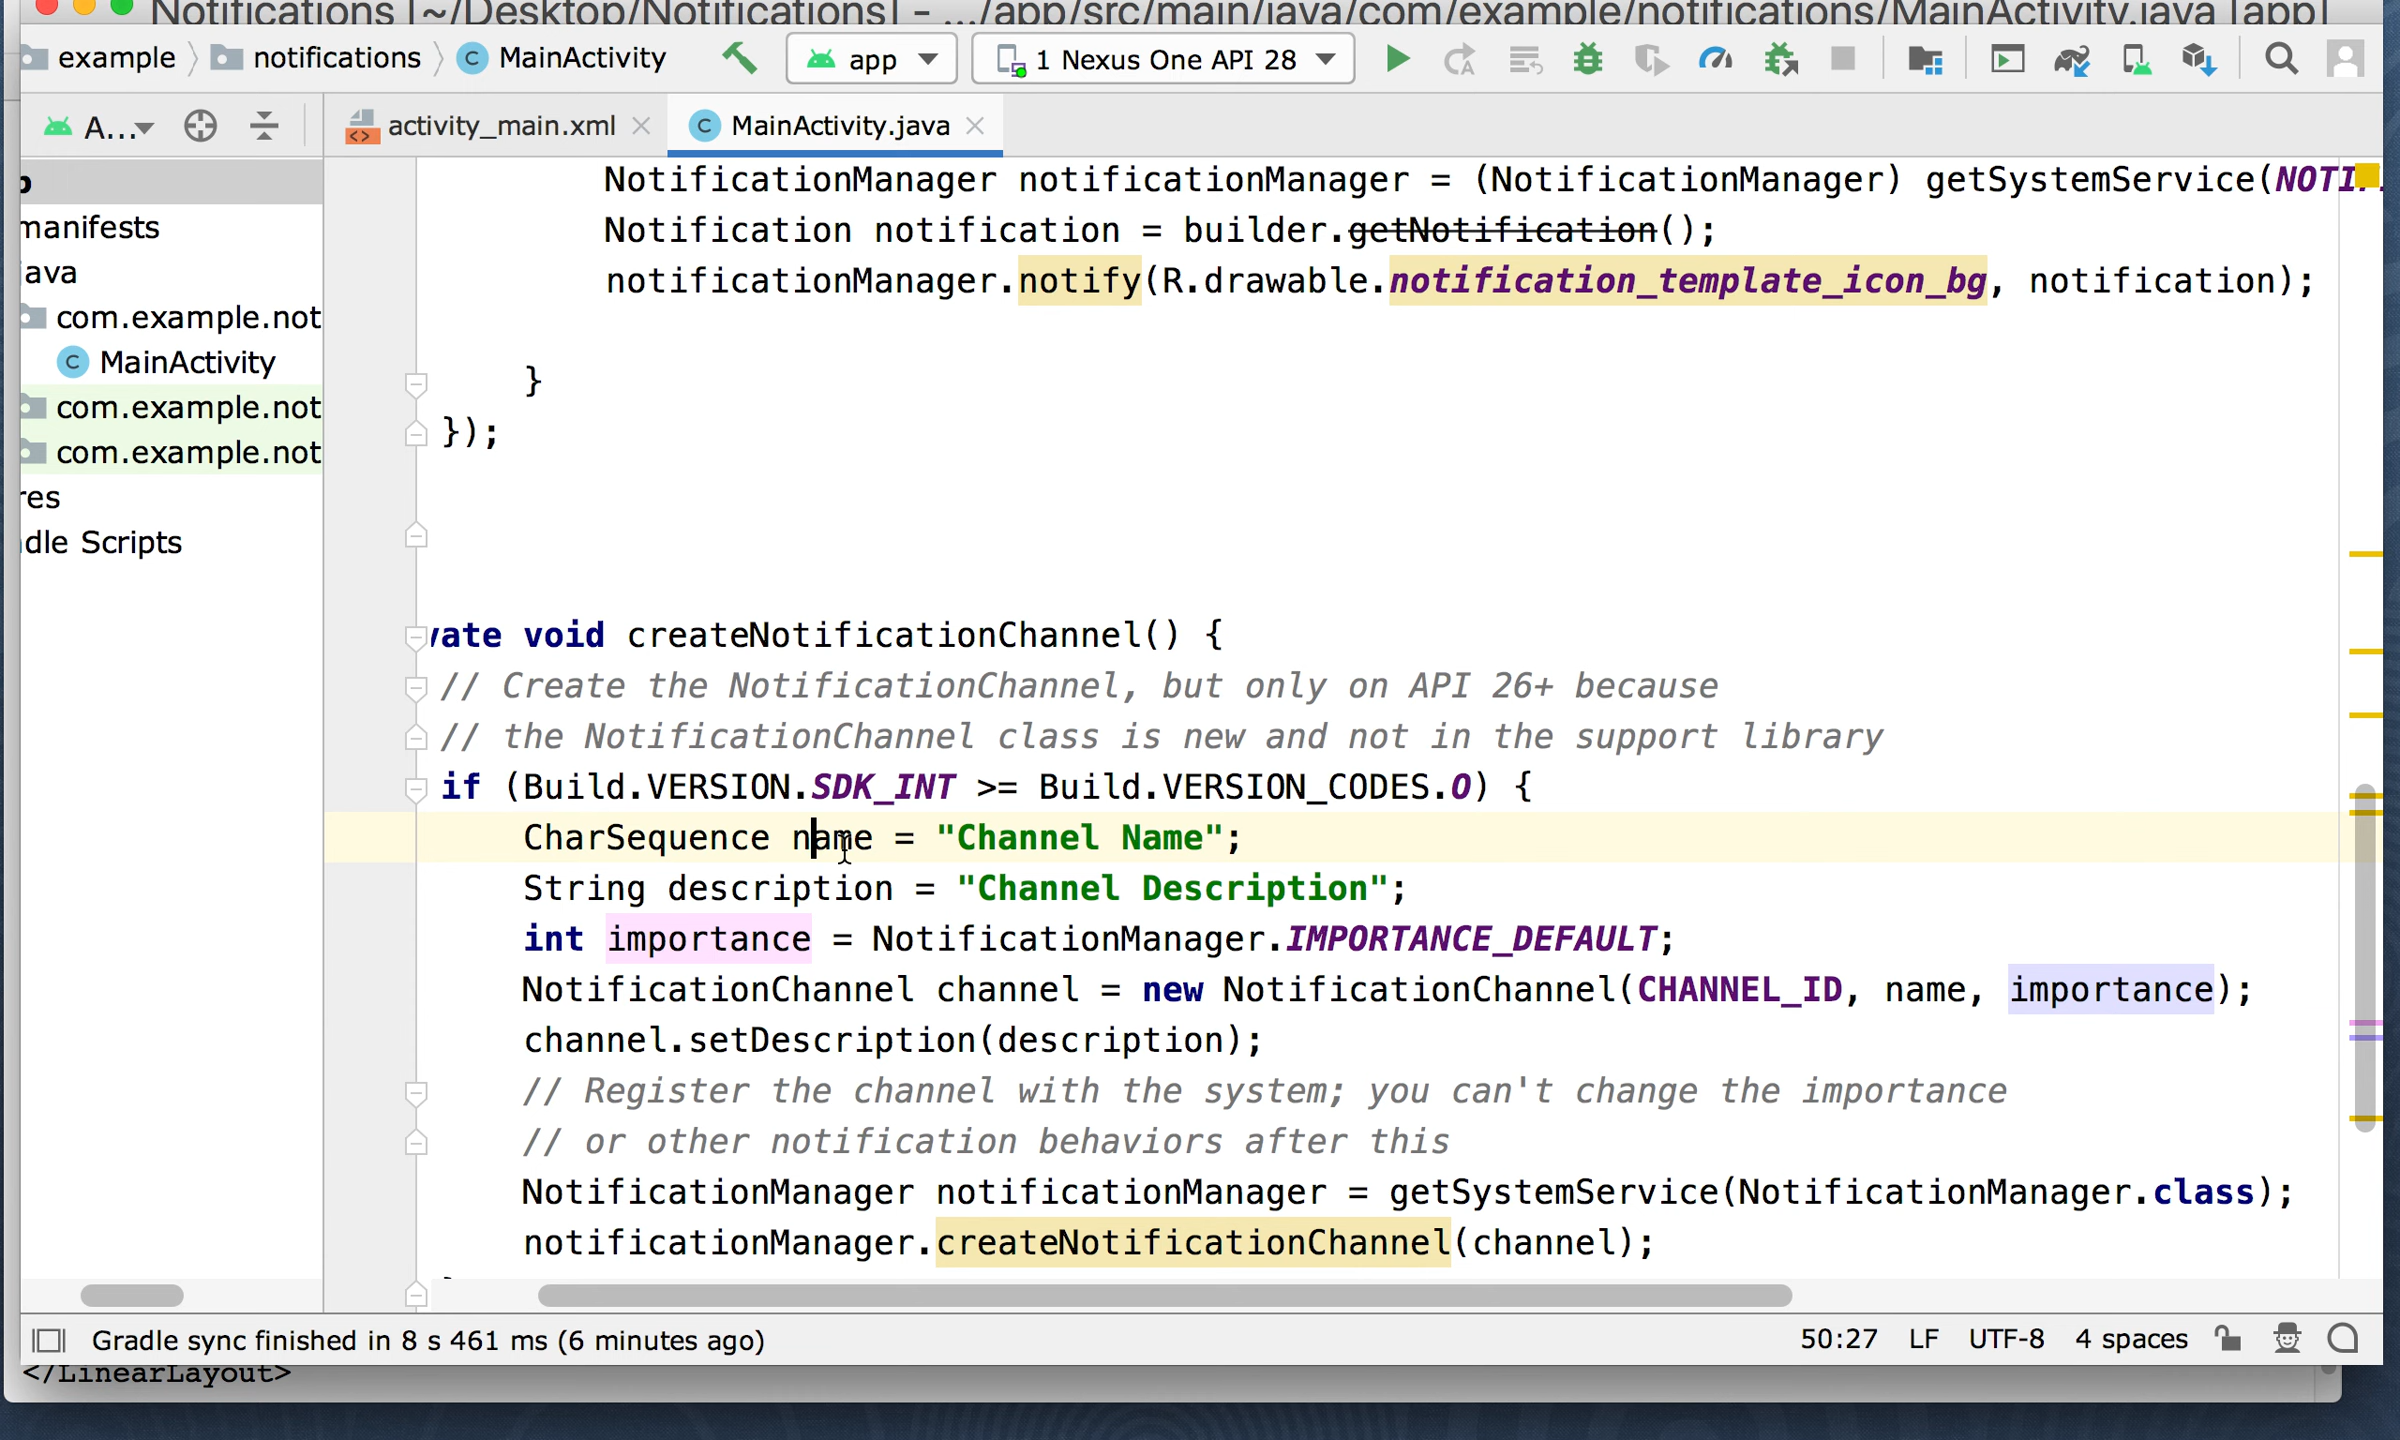 Notifications [~/Desktop/Notifications] - .../app/src/main/java/com/example/notifications/MainActivity.java [app]
example notifications C MainActivity app 1 Nexus One API 28
A... activity_main.xml C MainActivity.java
p
manifests
java
com.example.not
C MainActivity
com.example.not
com.example.not
res
dle Scripts
NotificationManager notificationManager = (NotificationManager) getSystemService(NOTIF
Notification notification = builder.getNotification();
notificationManager.notify(R.drawable.notification_template_icon_bg, notification);
}
});
vate void createNotificationChannel() {
// Create the NotificationChannel, but only on API 26+ because
// the NotificationChannel class is new and not in the support library
if (Build.VERSION.SDK_INT >= Build.VERSION_CODES.O) {
CharSequence name = "Channel Name";
String description = "Channel Description";
int importance = NotificationManager.IMPORTANCE_DEFAULT;
NotificationChannel channel = new NotificationChannel(CHANNEL_ID, name, importance);
channel.setDescription(description);
// Register the channel with the system; you can't change the importance
// or other notification behaviors after this
NotificationManager notificationManager = getSystemService(NotificationManager.class);
notificationManager.createNotificationChannel(channel);
Gradle sync finished in 8 s 461 ms (6 minutes ago) 50:27 LF UTF-8 4 spaces
</LinearLayout>